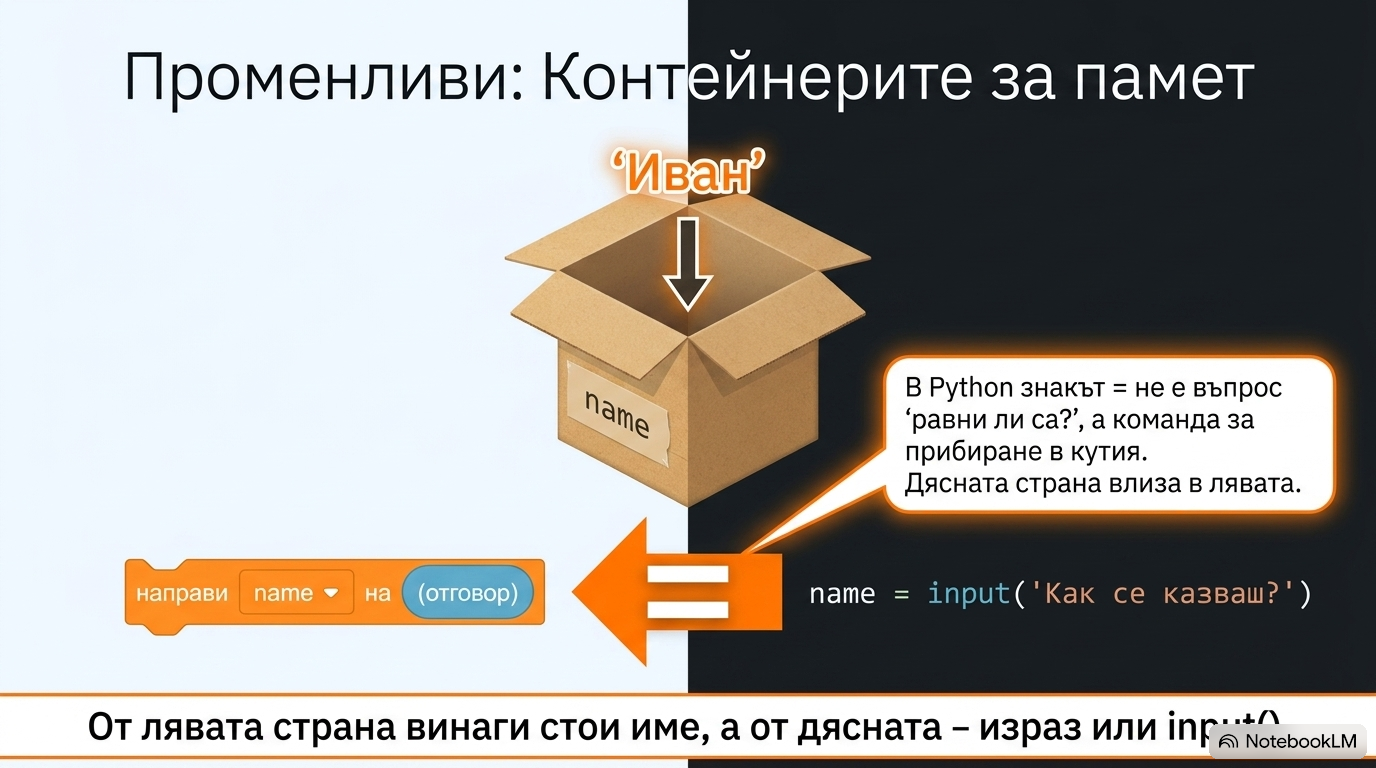 Променливи: Контейнерите за памет
‘Иван’
name
В Python знакът = не е въпрос
‘равни ли са?’, а команда за
прибиране в кутия.
Дясната страна влиза в лявата.
направи name на (отговор)
=
name = input('Как се казваш?')
От лявата страна винаги стои име, а от дясната – израз или input()
NotebookLM